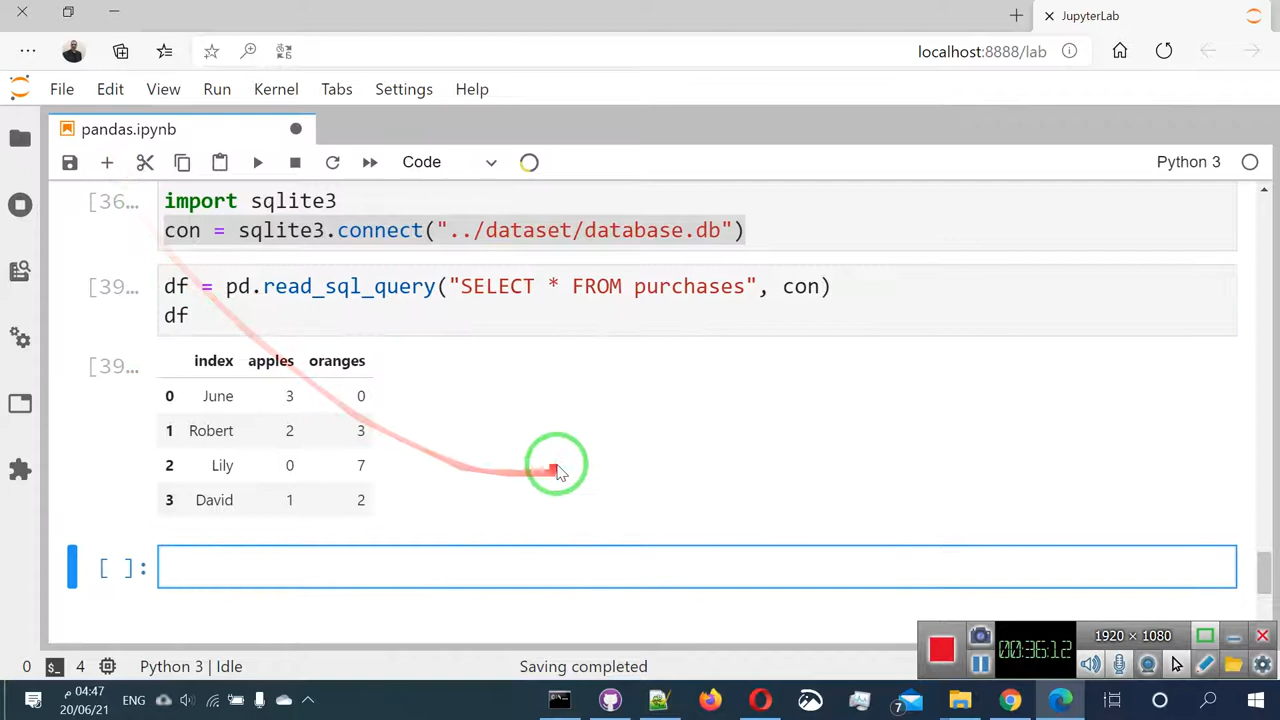 JupyterLab
localhost:8888/lab
File Edit View Run Kernel Tabs Settings Help
pandas.ipynb
Code Python 3
[36… import sqlite3
con = sqlite3.connect("../dataset/database.db")
[39… df = pd.read_sql_query("SELECT * FROM purchases", con)
df
[39… index apples oranges
0 June 3 0
1 Robert 2 3
2 Lily 0 7
3 David 1 2
[ ]:
1920 × 1080
00:36:12
0 4 Python 3 | Idle Saving completed
04:47 م ENG
20/06/21
7